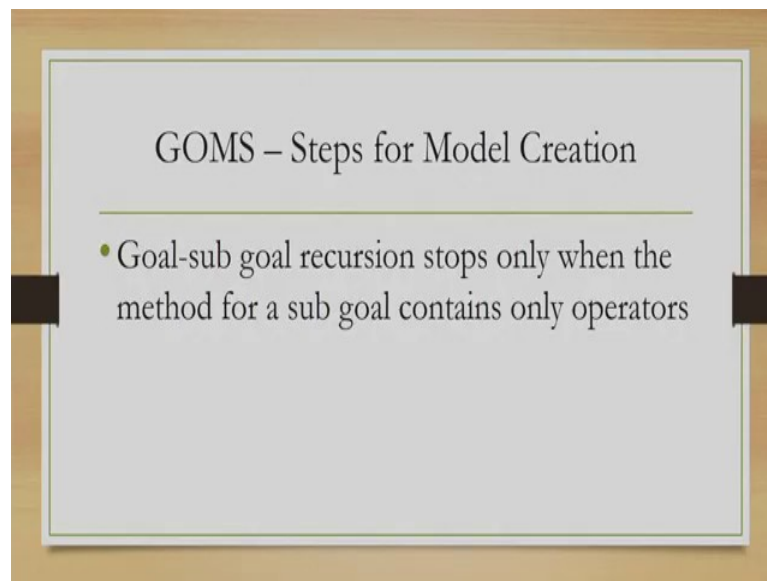 GOMS – Steps for Model Creation
• Goal-sub goal recursion stops only when the
method for a sub goal contains only operators